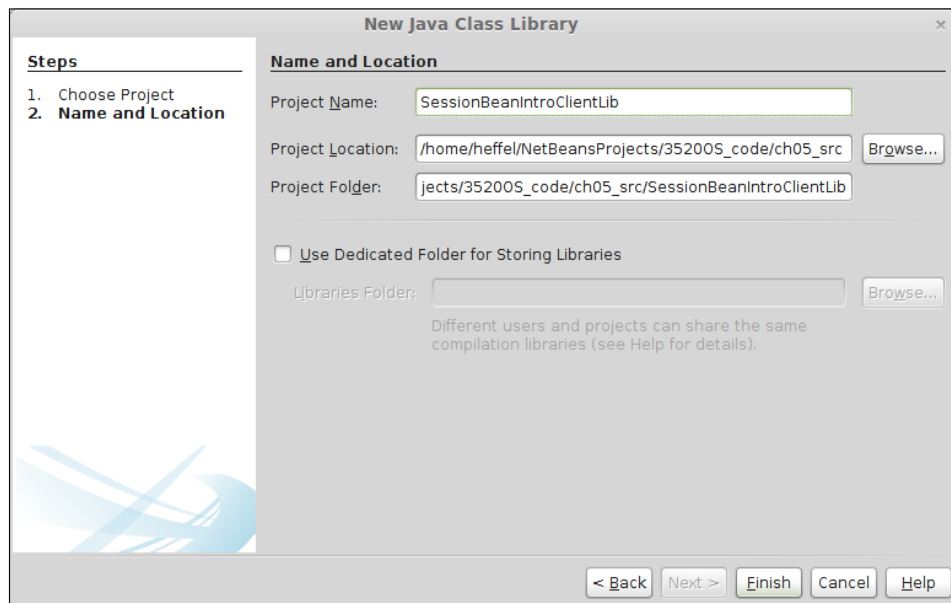 New Java Class Library
Steps
1. Choose Project
2. Name and Location
Name and Location
Project Name: SessionBeanIntroClientLib
Project Location: /home/heffel/NetBeansProjects/3520OS_code/ch05_src Browse...
Project Folder: jects/3520OS_code/ch05_src/SessionBeanIntroClientLib
Use Dedicated Folder for Storing Libraries
Libraries Folder: Browse...
Different users and projects can share the same
compilation libraries (see Help for details).
< Back Next > Finish Cancel Help